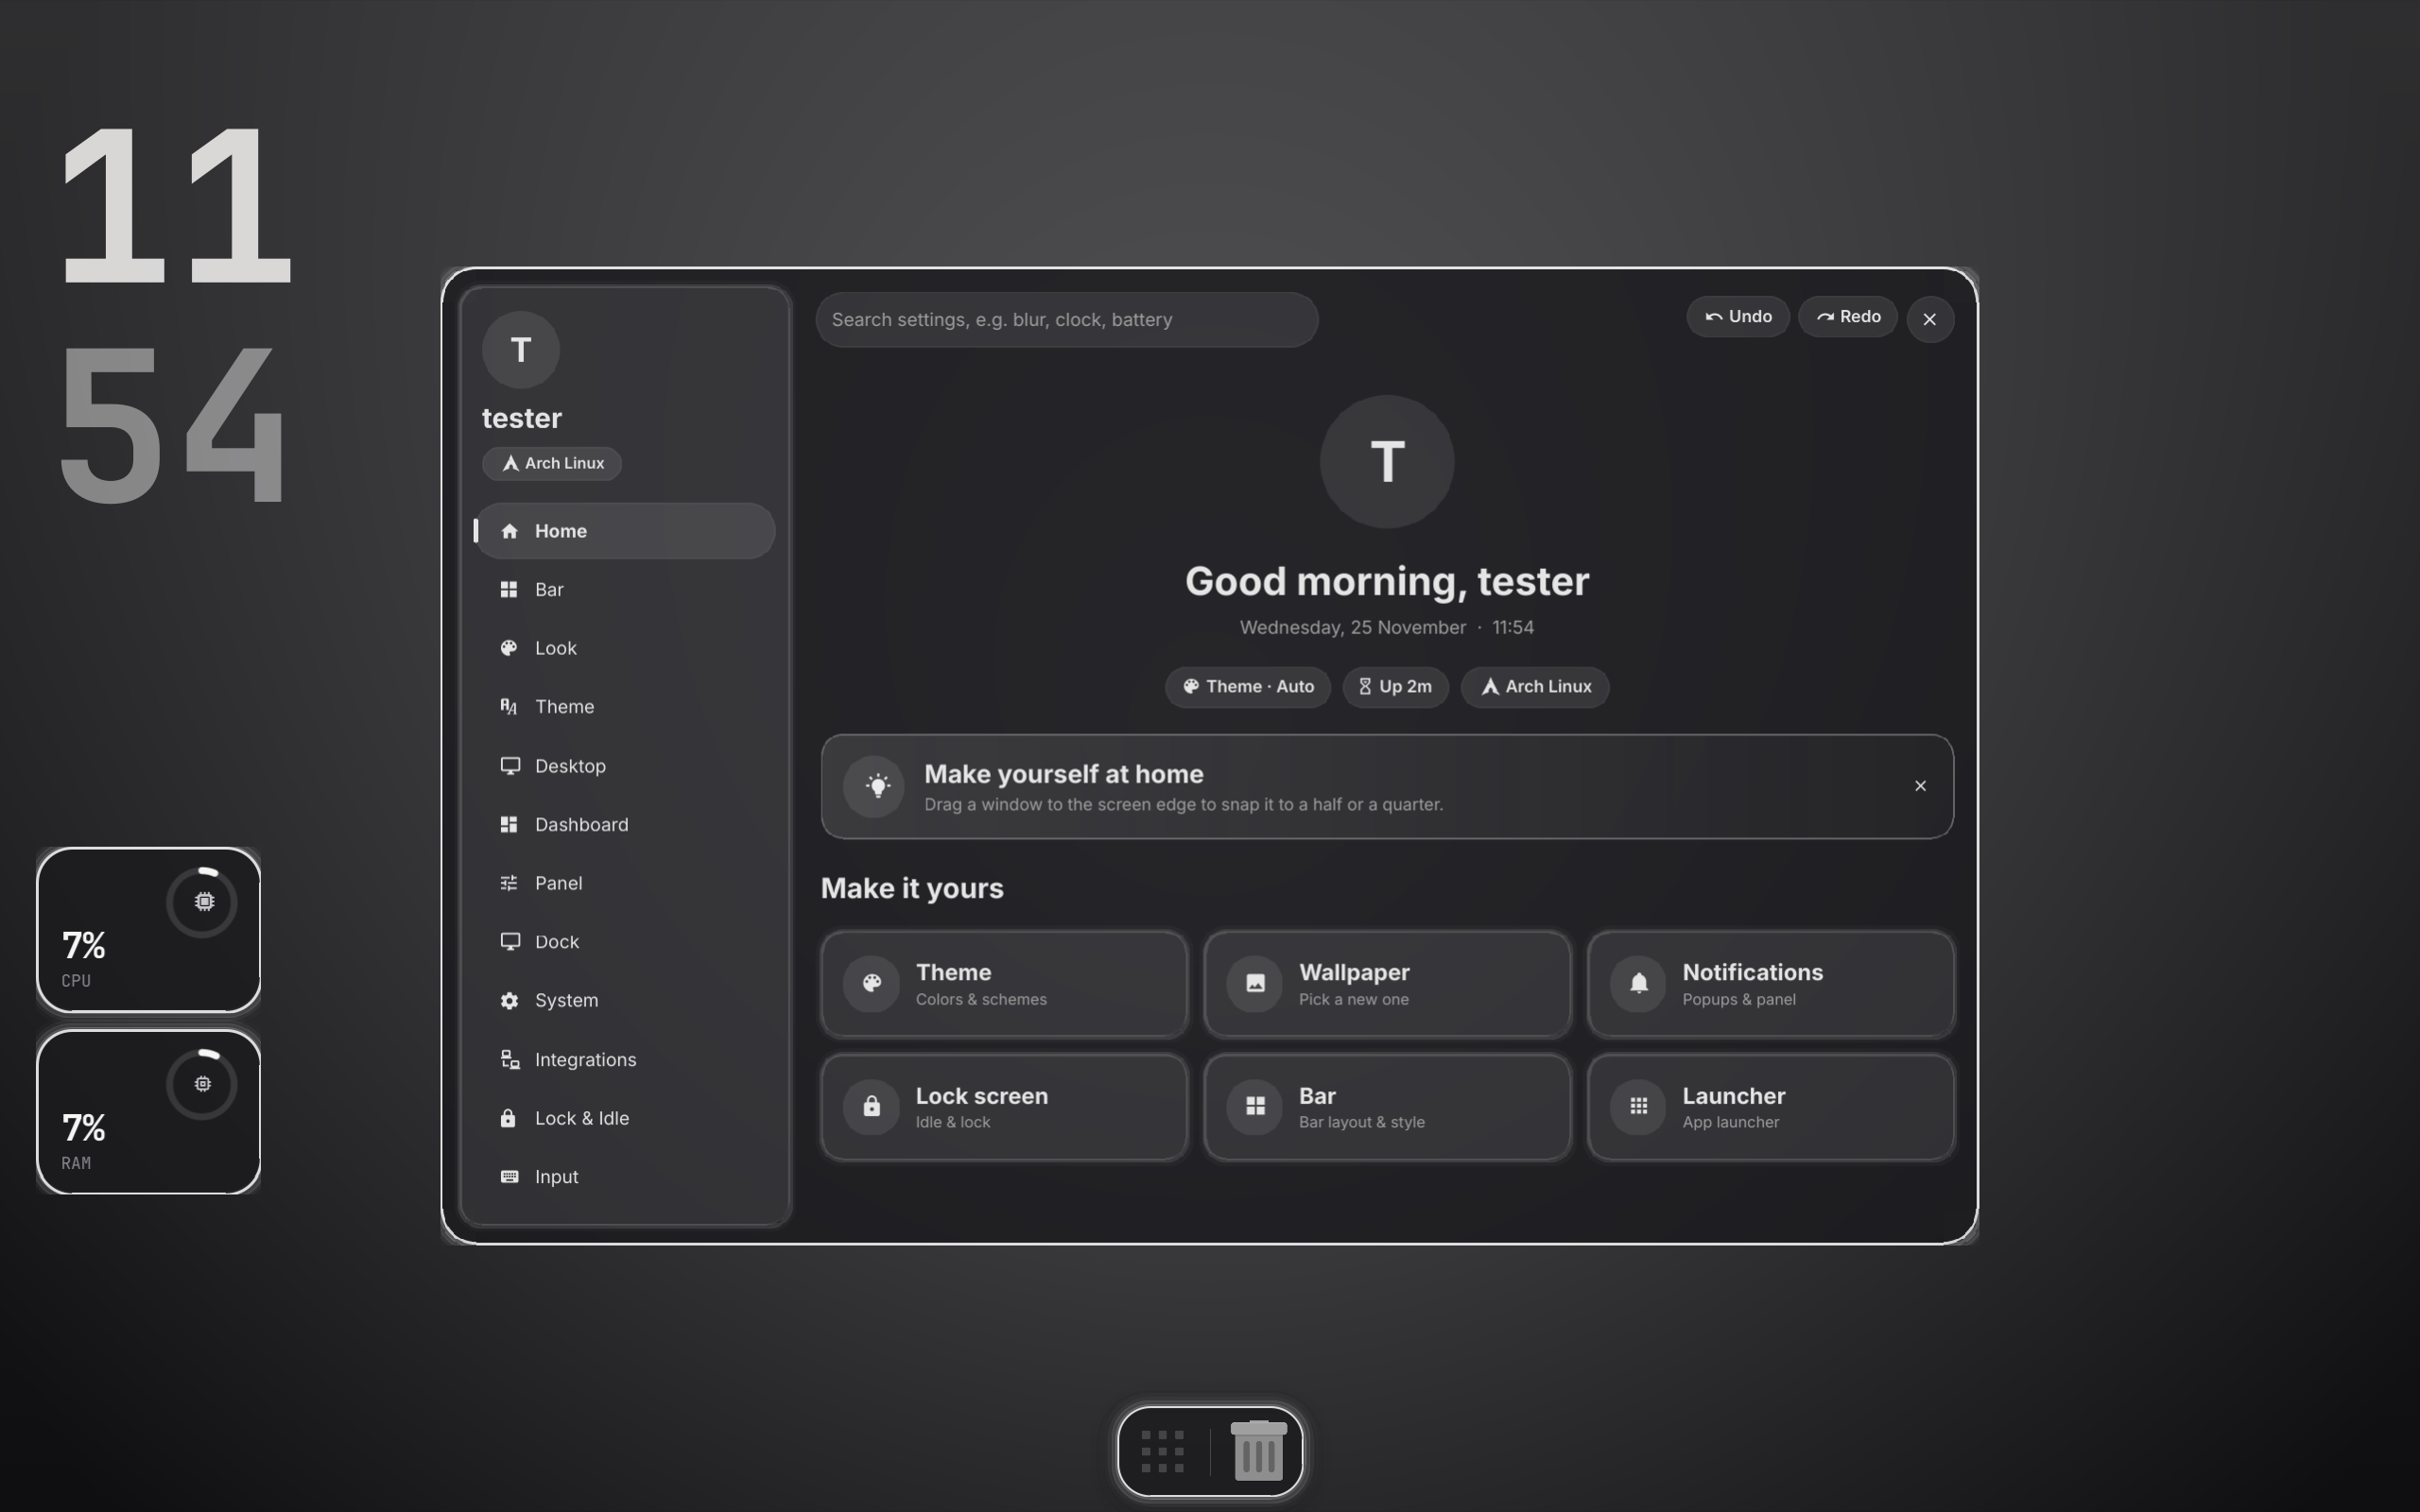 11
54
7%
CPU
7%
RAM
T
tester
Arch Linux
Home
Bar
Look
Theme
Desktop
Dashboard
Panel
Dock
System
Integrations
Lock & Idle
Input
Search settings, e.g. blur, clock, battery
Undo
Redo
T
Good morning, tester
Wednesday, 25 November · 11:54
Theme · Auto
Up 2m
Arch Linux
Make yourself at home
Drag a window to the screen edge to snap it to a half or a quarter.
Make it yours
Theme
Colors & schemes
Wallpaper
Pick a new one
Notifications
Popups & panel
Lock screen
Idle & lock
Bar
Bar layout & style
Launcher
App launcher